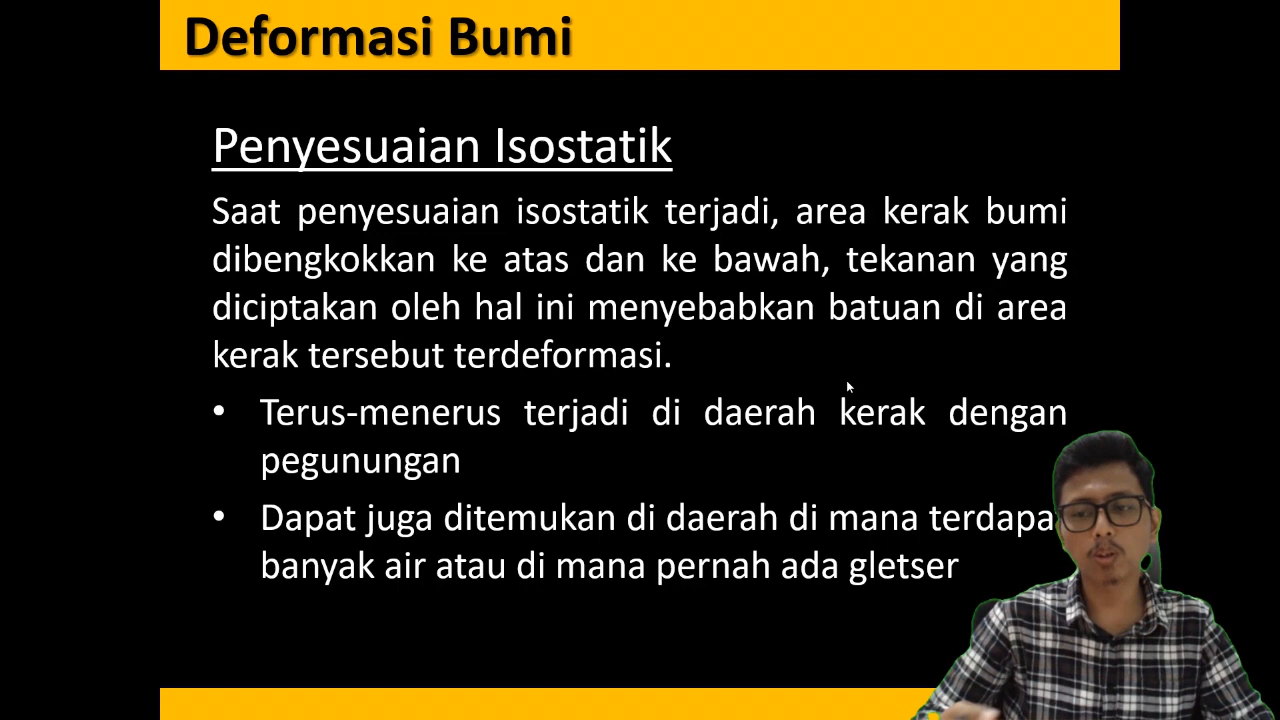 Deformasi Bumi
Penyesuaian Isostatik
Saat penyesuaian isostatik terjadi, area kerak bumi
dibengkokkan ke atas dan ke bawah, tekanan yang
diciptakan oleh hal ini menyebabkan batuan di area
kerak tersebut terdeformasi.
• Terus-menerus terjadi di daerah kerak dengan
pegunungan
• Dapat juga ditemukan di daerah di mana terdapa
banyak air atau di mana pernah ada gletser